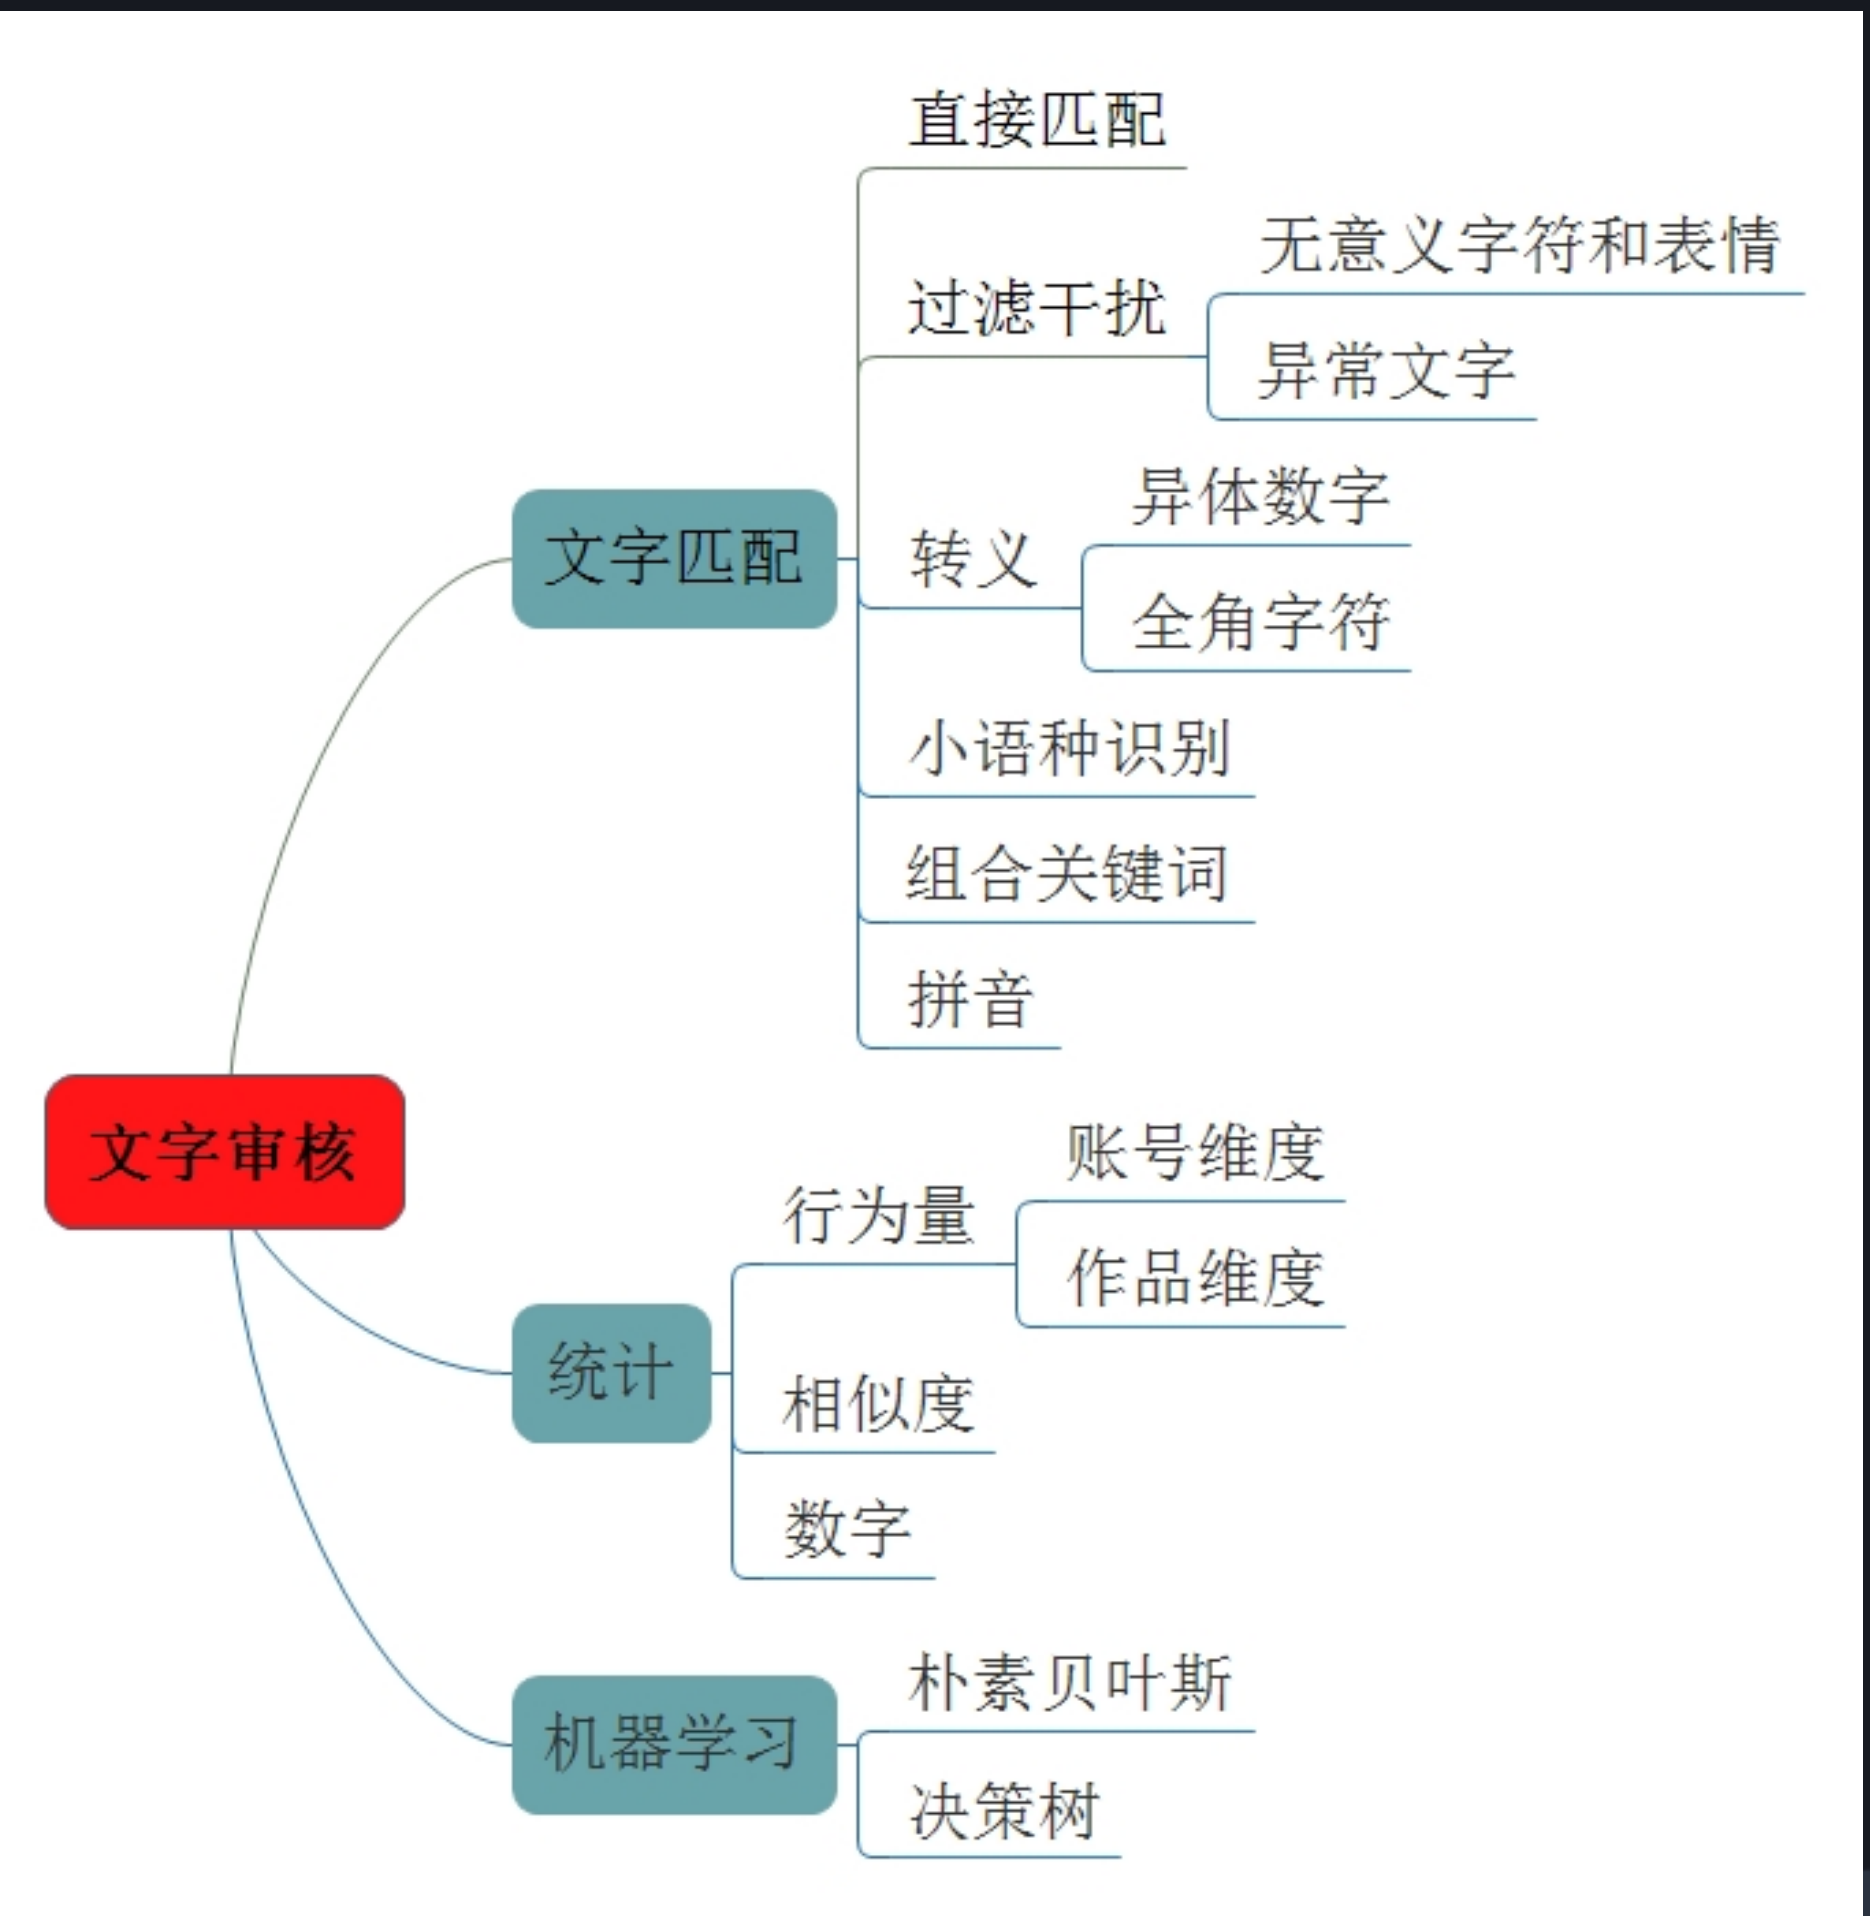 直接匹配
无意义字符和表情
过滤干扰
异常文字
异体数字
文字匹配
转义
全角字符
小语种识别
组合关键词
拼音
文字审核
账号维度
行为量
作品维度
统计
相似度
数字
朴素贝叶斯
机器学习
决策树